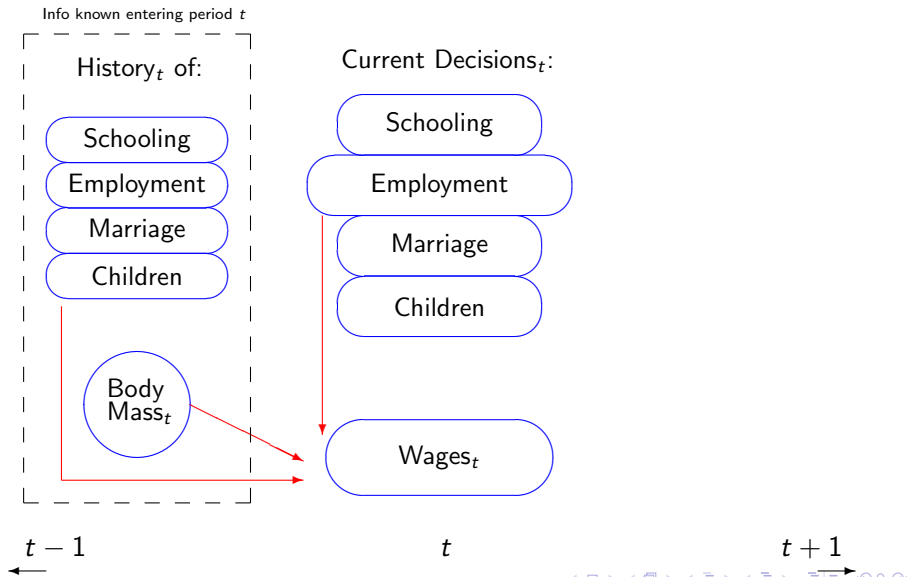 Info known entering period t
History_t of:
Schooling
Employment
Marriage
Children
Body
Mass_t
Current Decisions_t:
Schooling
Employment
Marriage
Children
Wages_t
t − 1
t
t + 1